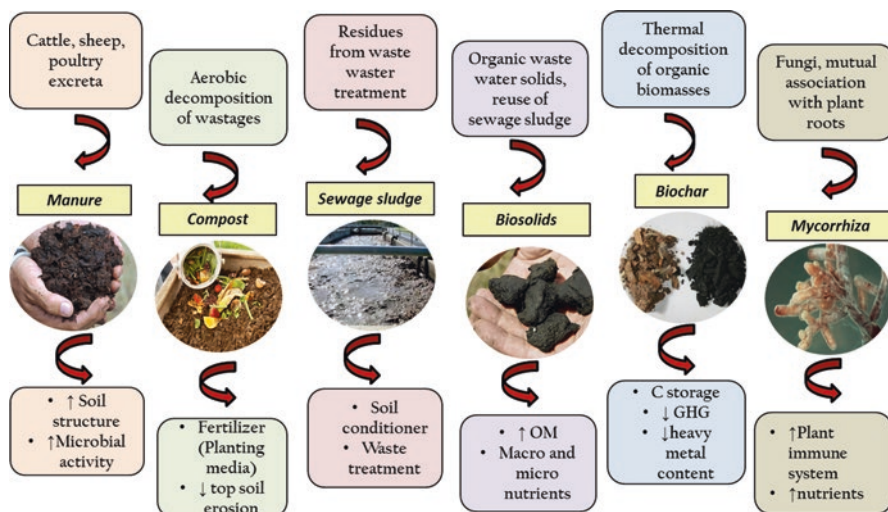 Cattle, sheep,
poultry
excreta
Manure
• ↑ Soil
structure
• ↑Microbial
activity
Aerobic
decomposition
of wastages
Compost
• Fertilizer
(Planting
media)
• ↓ top soil
erosion
Residues
from waste
waster
treatment
Sewage sludge
• Soil
conditioner
• Waste
treatment
Organic waste
water solids,
reuse of
sewage sludge
Biosolids
• ↑ OM
• Macro and
micro
nutrients
Thermal
decomposition
of organic
biomasses
Biochar
• C storage
• ↓ GHG
• ↓heavy
metal
content
Fungi, mutual
association
with plant
roots
Mycorrhiza
• ↑Plant
immune
system
• ↑nutrients